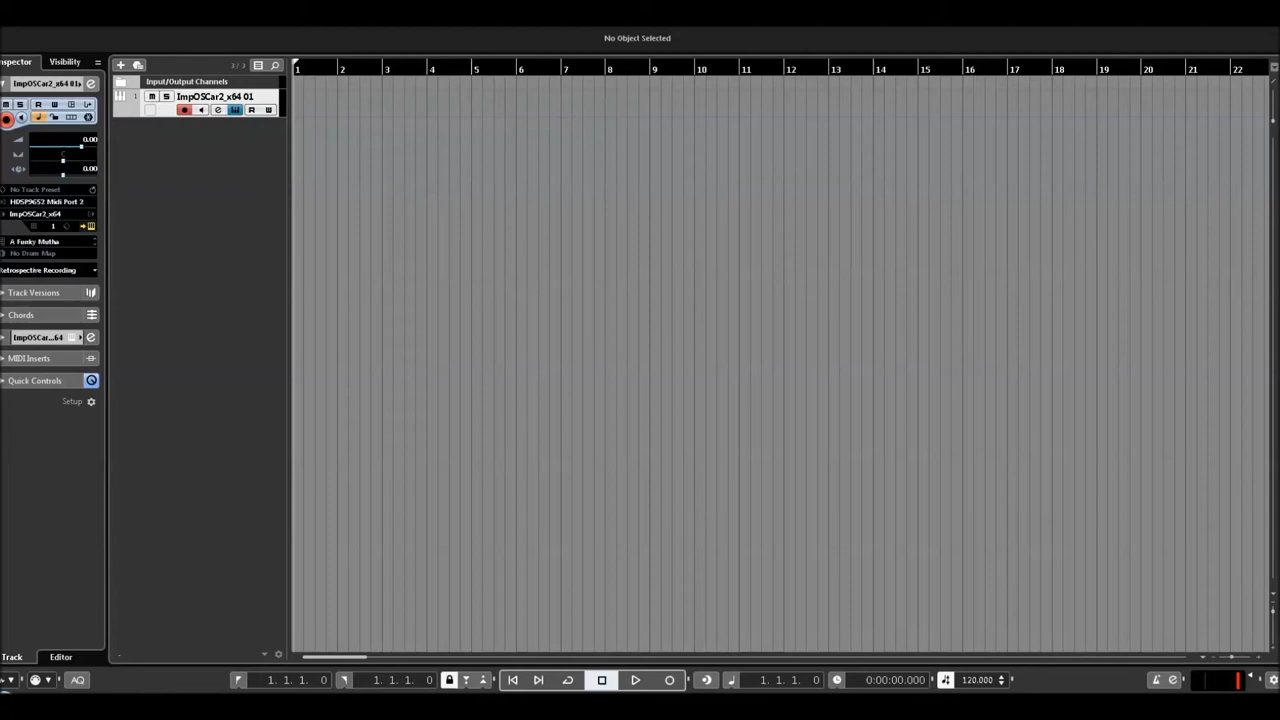 No Object Selected
nspector Visibility
ImpOSCar2_x64 01
M S R W
0.00
C
0.00
No Track Preset
HDSP9652 Midi Port 2
ImpOSCar2_x64
1
A Funky Mutha
No Drum Map
Retrospective Recording
Track Versions
Chords
ImpOSCar...64
MIDI Inserts
Quick Controls
Setup
Track Editor
Input/Output Channels
1 M S ImpOSCar2_x64 01
R W
1 2 3 4 5 6 7 8 9 10 11 12 13 14 15 16 17 18 19 20 21 22
AQ 1. 1. 1. 0 1. 1. 1. 0 1. 1. 1. 0 0:00:00.000 120.000